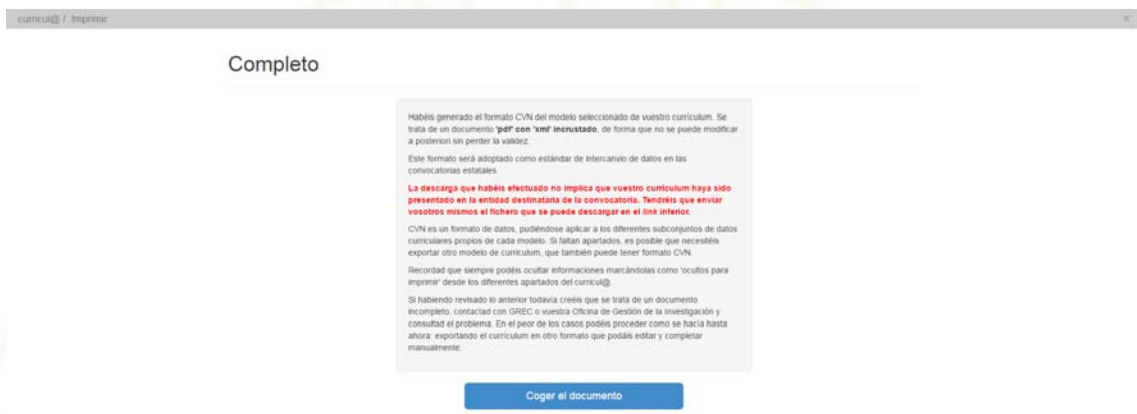 curricul@ / Imprimir ×
Completo
Habéis generado el formato CVN del modelo seleccionado de vuestro currículum. Se
trata de un documento 'pdf' con 'xml' incrustado, de forma que no se puede modificar
a posteriori sin perder la validez.
Este formato será adoptado como estándar de intercanvio de datos en las
convocatorias estatales.
La descarga que habéis efectuado no implica que vuestro currículum haya sido
presentado en la entidad destinataria de la convocatoria. Tendréis que enviar
vosotros mismos el fichero que se puede descargar en el link inferior.
CVN es un formato de datos, pudiéndose aplicar a los diferentes subconjuntos de datos
curriculares propios de cada modelo. Si faltan apartados, es posible que necesitéis
exportar otro modelo de currículum, que también puede tener formato CVN.
Recordad que siempre podéis ocultar informaciones marcándolas como 'ocultos para
imprimir' desde los diferentes apartados del curricul@.
Si habiendo revisado lo anterior todavía creéis que se trata de un documento
incompleto, contactad con GREC o vuestra Oficina de Gestión de la Investigación y
consultad el problema. En el peor de los casos podéis proceder como se hacía hasta
ahora: exportando el currículum en otro formato que podáis editar y completar
manualmente.
Coger el documento